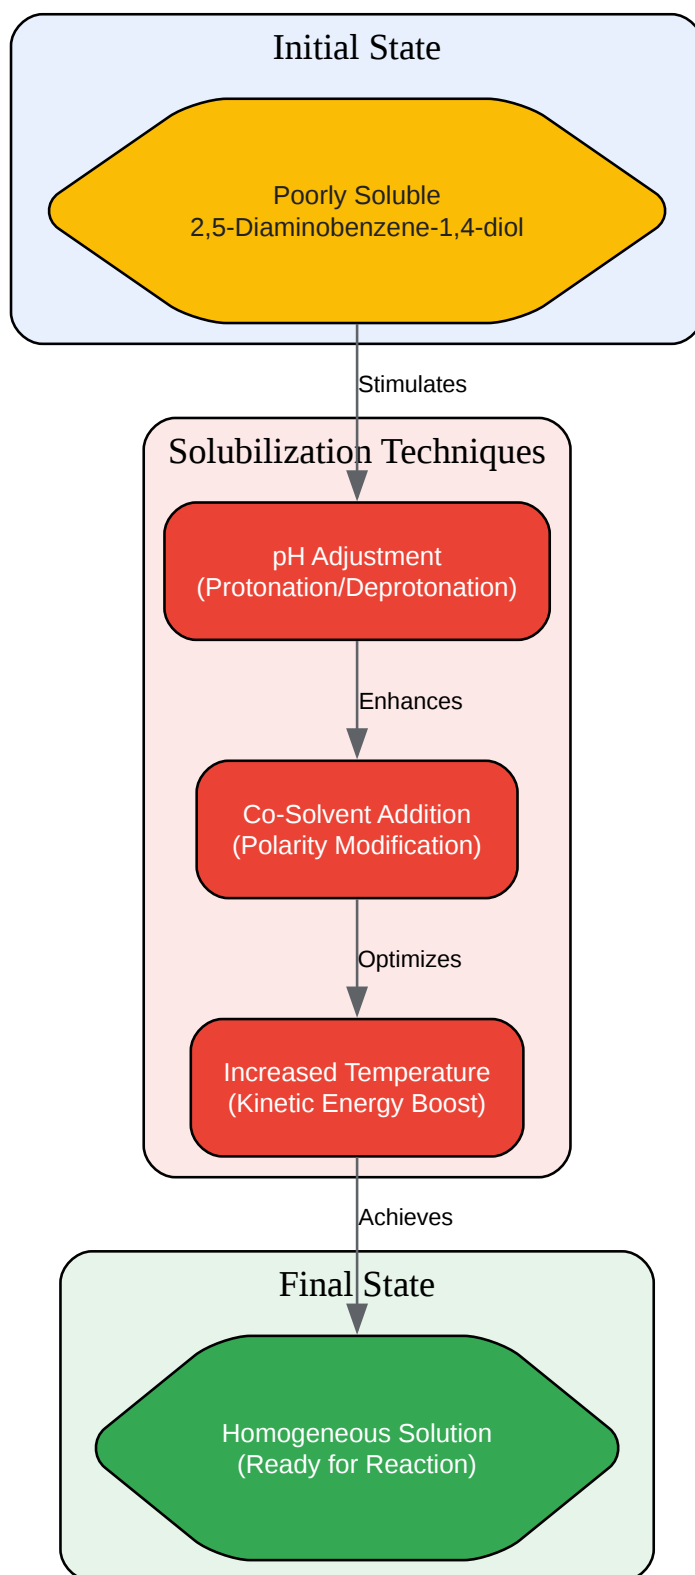 Initial State
Poorly Soluble
2,5-Diaminobenzene-1,4-diol
Stimulates
Solubilization Techniques
pH Adjustment
(Protonation/Deprotonation)
Enhances
Co-Solvent Addition
(Polarity Modification)
Optimizes
Increased Temperature
(Kinetic Energy Boost)
Achieves
Final State
Homogeneous Solution
(Ready for Reaction)